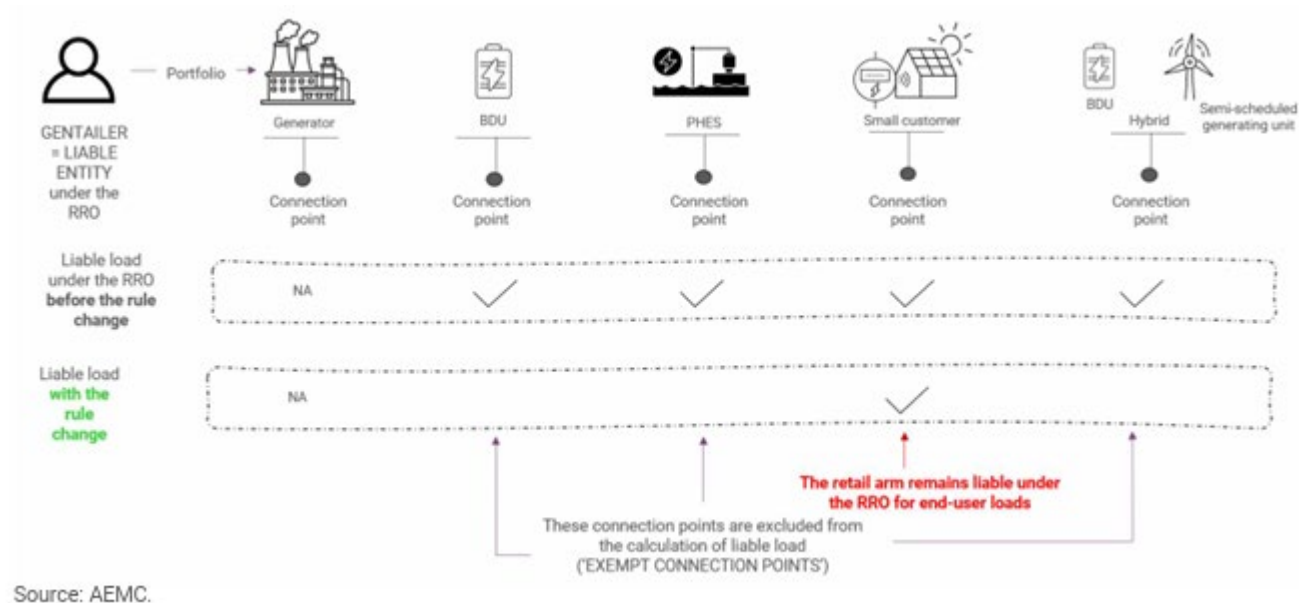 Portfolio
GENTAILER
= LIABLE
ENTITY
under the
RRO
Generator
BDU
PHES
Small customer
BDU
Hybrid
Semi-scheduled
generating unit
Connection
point
Connection
point
Connection
point
Connection
point
Connection
point
Liable load
under the RRO
before the rule
change
NA
Liable load
with the
rule
change
NA
The retail arm remains liable under
the RRO for end-user loads
These connection points are excluded from
the calculation of liable load
('EXEMPT CONNECTION POINTS')
Source: AEMC.